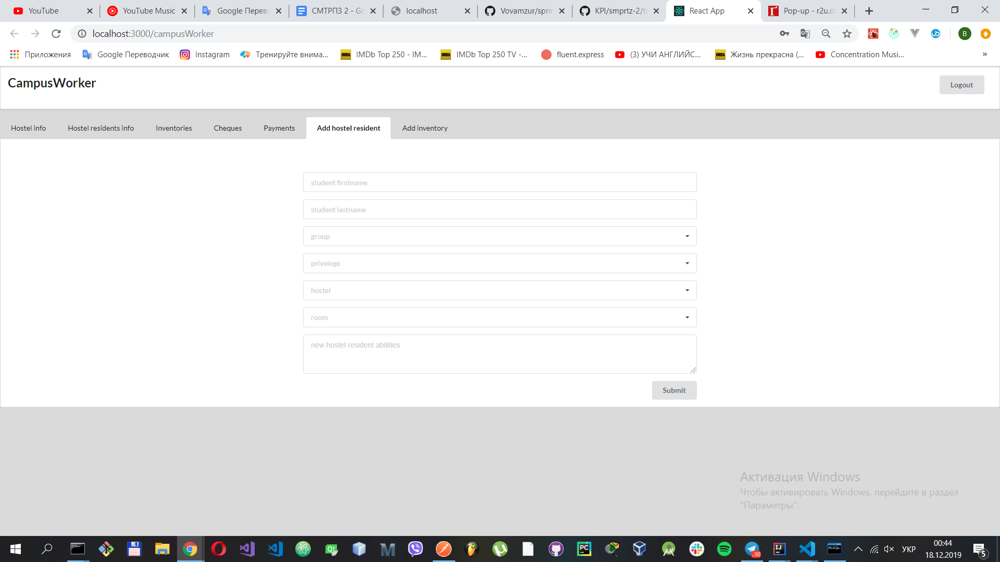 YouTube
YouTube Music
Google Перево
СМТРПЗ 2 - Go
localhost
Vovamzur/sprin
KPI/smprtz-2/to
React App
Pop-up - r2u.o
localhost:3000/campusWorker
B
Приложения
Google Переводчик
Instagram
Тренируйте внима...
IMDb Top 250 - IM...
IMDb Top 250 TV -...
fluent.express
(3) УЧИ АНГЛИЙС...
Жизнь прекрасна (...
Concentration Musi...
»
CampusWorker
Logout
Hostel info
Hostel residents info
Inventories
Cheques
Payments
Add hostel resident
Add inventory
student firstname
student lastname
group
privelege
hostel
room
new hostel resident abilities
Submit
Активация Windows
Чтобы активировать Windows, перейдите в раздел
"Параметры".
УКР
00:44
18.12.2019
5